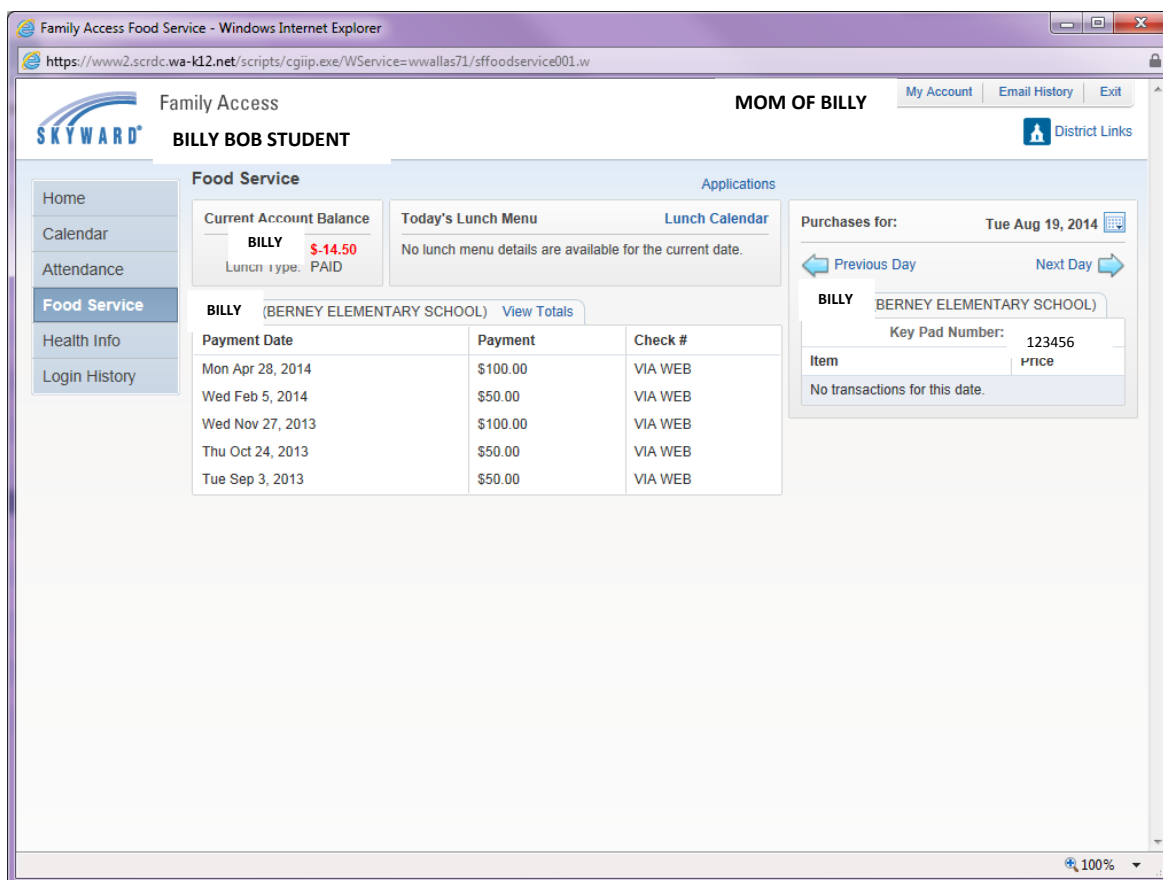 Family Access Food Service - Windows Internet Explorer
https://www2.scrdc.wa-k12.net/scripts/cgiip.exe/WService=wwallas71/sffoodservice001.w
SKYWARD®
Family Access
BILLY BOB STUDENT
MOM OF BILLY
My Account
Email History
Exit
District Links
Home
Calendar
Attendance
Food Service
Health Info
Login History
Food Service
Applications
Current Account Balance
BILLY $-14.50
Lunch Type: PAID
Today's Lunch Menu Lunch Calendar
No lunch menu details are available for the current date.
BILLY (BERNEY ELEMENTARY SCHOOL) View Totals
Payment Date Payment Check #
Mon Apr 28, 2014 $100.00 VIA WEB
Wed Feb 5, 2014 $50.00 VIA WEB
Wed Nov 27, 2013 $100.00 VIA WEB
Thu Oct 24, 2013 $50.00 VIA WEB
Tue Sep 3, 2013 $50.00 VIA WEB
Purchases for: Tue Aug 19, 2014
Previous Day Next Day
BILLY (BERNEY ELEMENTARY SCHOOL)
Key Pad Number: 123456
Item Price
No transactions for this date.
100%